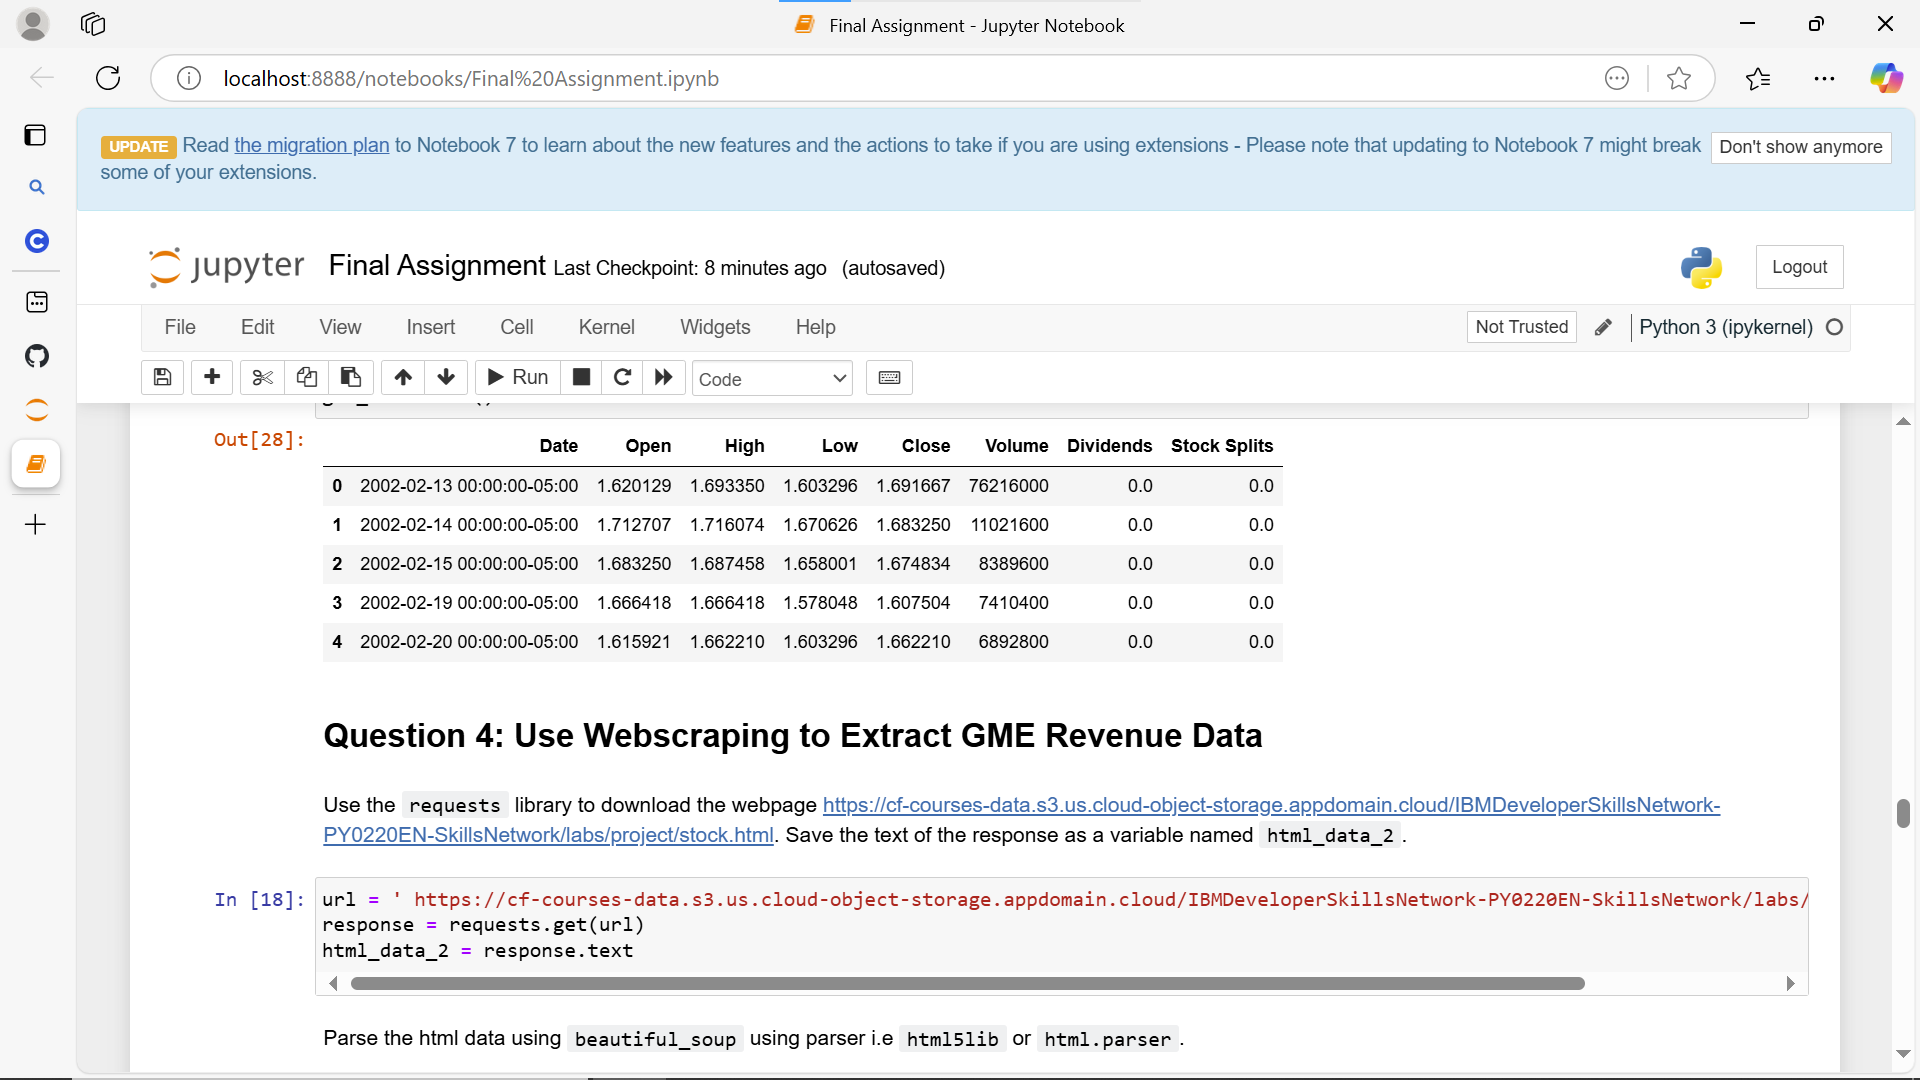 Final Assignment - Jupyter Notebook
localhost:8888/notebooks/Final%20Assignment.ipynb
UPDATE Read the migration plan to Notebook 7 to learn about the new features and the actions to take if you are using extensions - Please note that updating to Notebook 7 might break
some of your extensions.
Don't show anymore
jupyter Final Assignment Last Checkpoint: 8 minutes ago (autosaved)
Logout
File Edit View Insert Cell Kernel Widgets Help Not Trusted Python 3 (ipykernel)
Run Code
Out[28]:
Date Open High Low Close Volume Dividends Stock Splits
0 2002-02-13 00:00:00-05:00 1.620129 1.693350 1.603296 1.691667 76216000 0.0 0.0
1 2002-02-14 00:00:00-05:00 1.712707 1.716074 1.670626 1.683250 11021600 0.0 0.0
2 2002-02-15 00:00:00-05:00 1.683250 1.687458 1.658001 1.674834 8389600 0.0 0.0
3 2002-02-19 00:00:00-05:00 1.666418 1.666418 1.578048 1.607504 7410400 0.0 0.0
4 2002-02-20 00:00:00-05:00 1.615921 1.662210 1.603296 1.662210 6892800 0.0 0.0
Question 4: Use Webscraping to Extract GME Revenue Data
Use the requests library to download the webpage https://cf-courses-data.s3.us.cloud-object-storage.appdomain.cloud/IBMDeveloperSkillsNetwork-
PY0220EN-SkillsNetwork/labs/project/stock.html. Save the text of the response as a variable named html_data_2.
In [18]:
url = ' https://cf-courses-data.s3.us.cloud-object-storage.appdomain.cloud/IBMDeveloperSkillsNetwork-PY0220EN-SkillsNetwork/labs/
response = requests.get(url)
html_data_2 = response.text
Parse the html data using beautiful_soup using parser i.e html5lib or html.parser.